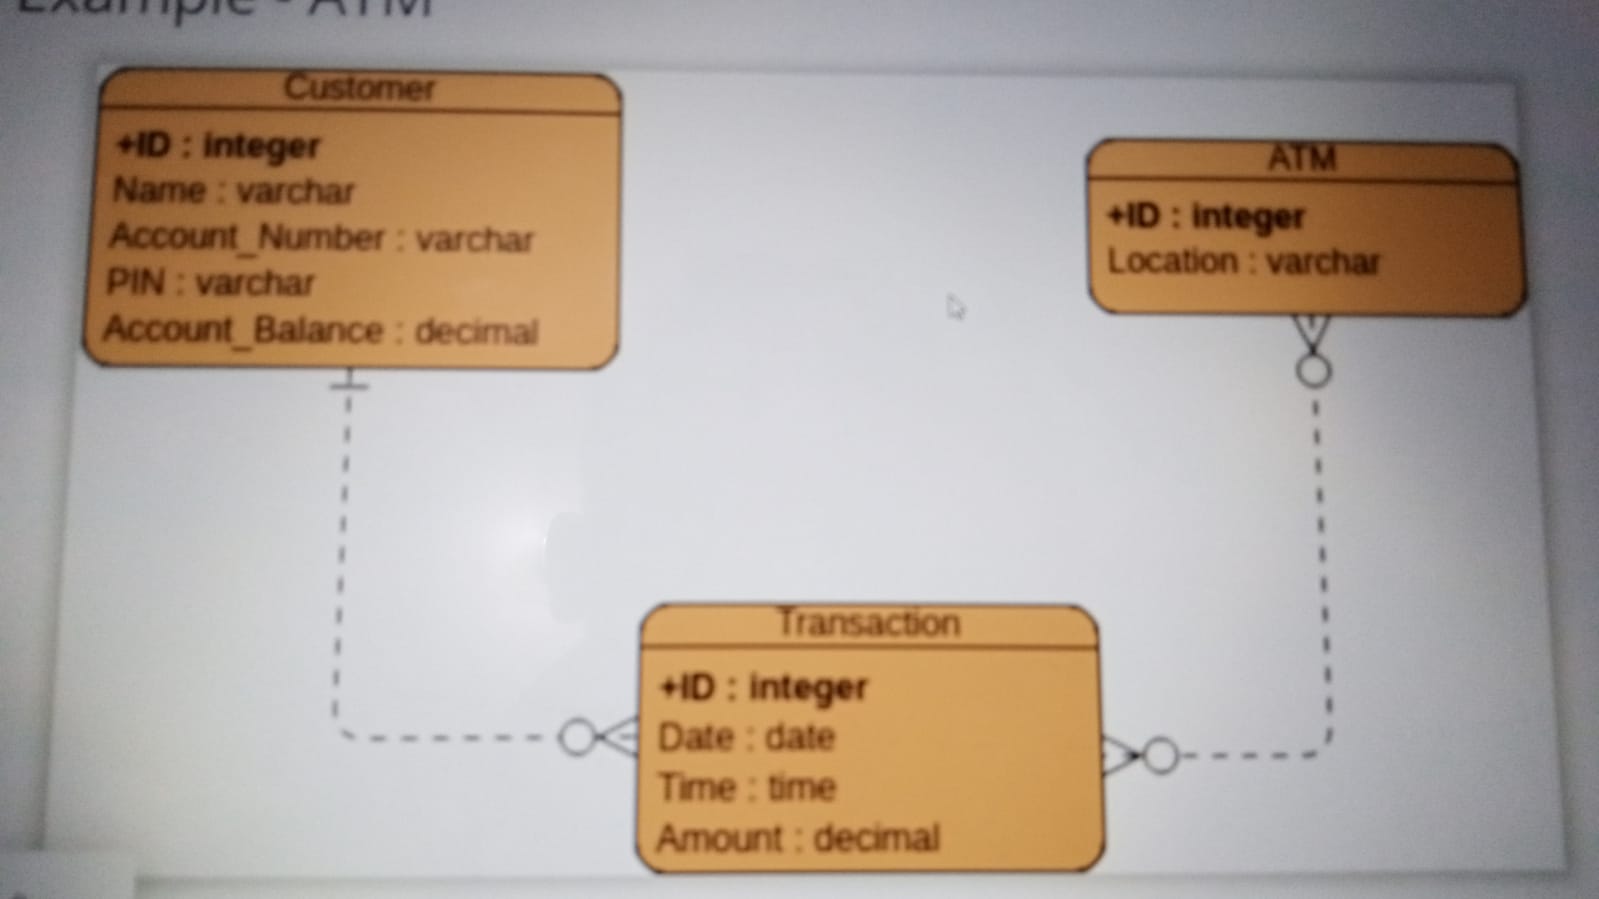 Example - ATM
Customer
+ID : integer
Name : varchar
Account_Number : varchar
PIN : varchar
Account_Balance : decimal
ATM
+ID : integer
Location : varchar
Transaction
+ID : integer
Date : date
Time : time
Amount : decimal